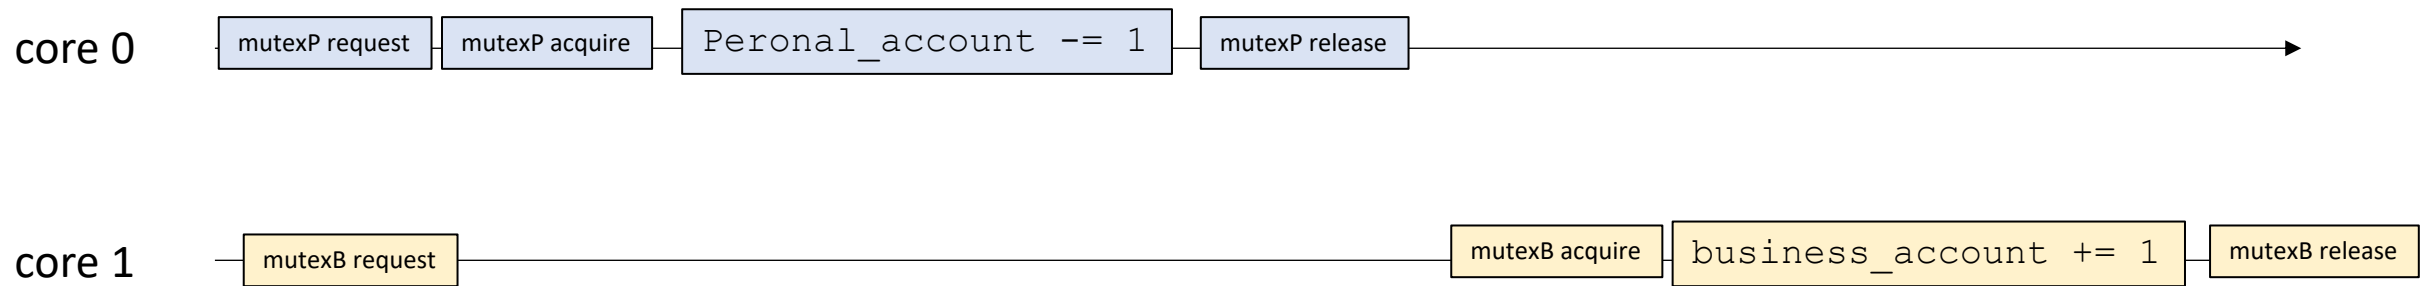 core 0
mutexP request
mutexP acquire
Peronal_account -= 1
mutexP release
core 1
mutexB request
mutexB acquire
business_account += 1
mutexB release